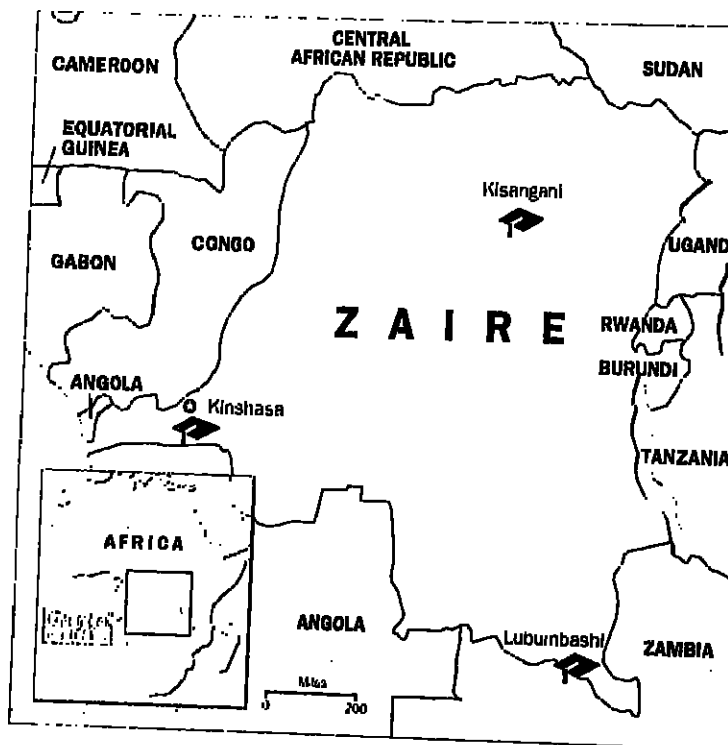 CENTRAL
AFRICAN REPUBLIC
CAMEROON
SUDAN
EQUATORIAL
GUINEA
Kisangani
CONGO
UGAND
GABON
ZAIRE
RWANDA
BURUNDI
ANGOLA
Kinshasa
TANZANIA
AFRICA
ANGOLA
Lubumbashi
ZAMBIA
Miles
0 200